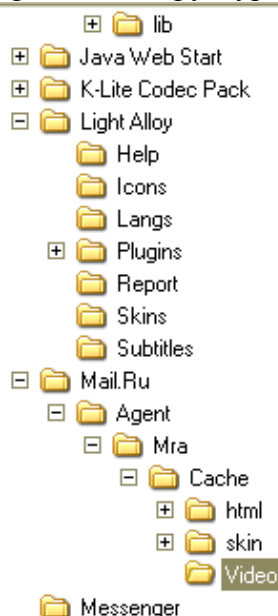 lib
Java Web Start
K-Lite Codec Pack
Light Alloy
Help
Icons
Langs
Plugins
Report
Skins
Subtitles
Mail.Ru
Agent
Mra
Cache
html
skin
Video
Messenger